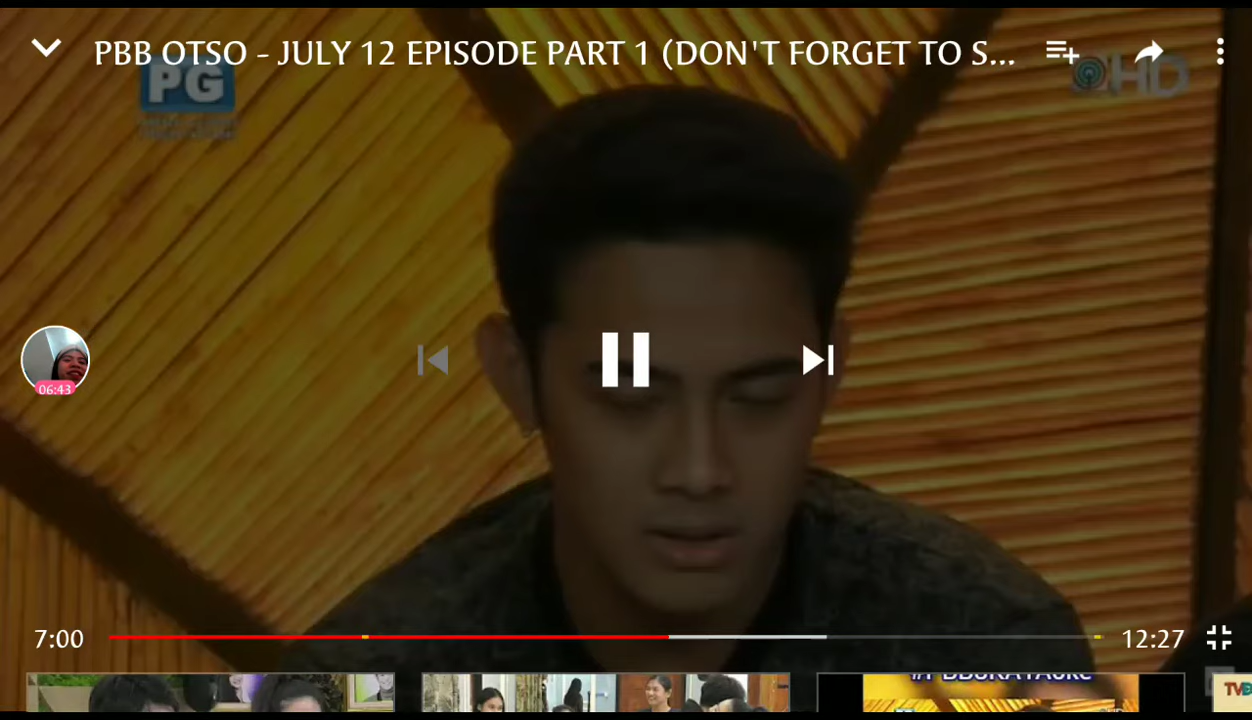 PBB OTSO - JULY 12 EPISODE PART 1 (DON'T FORGET TO S...
PG
HD
06:43
7:00
12:27